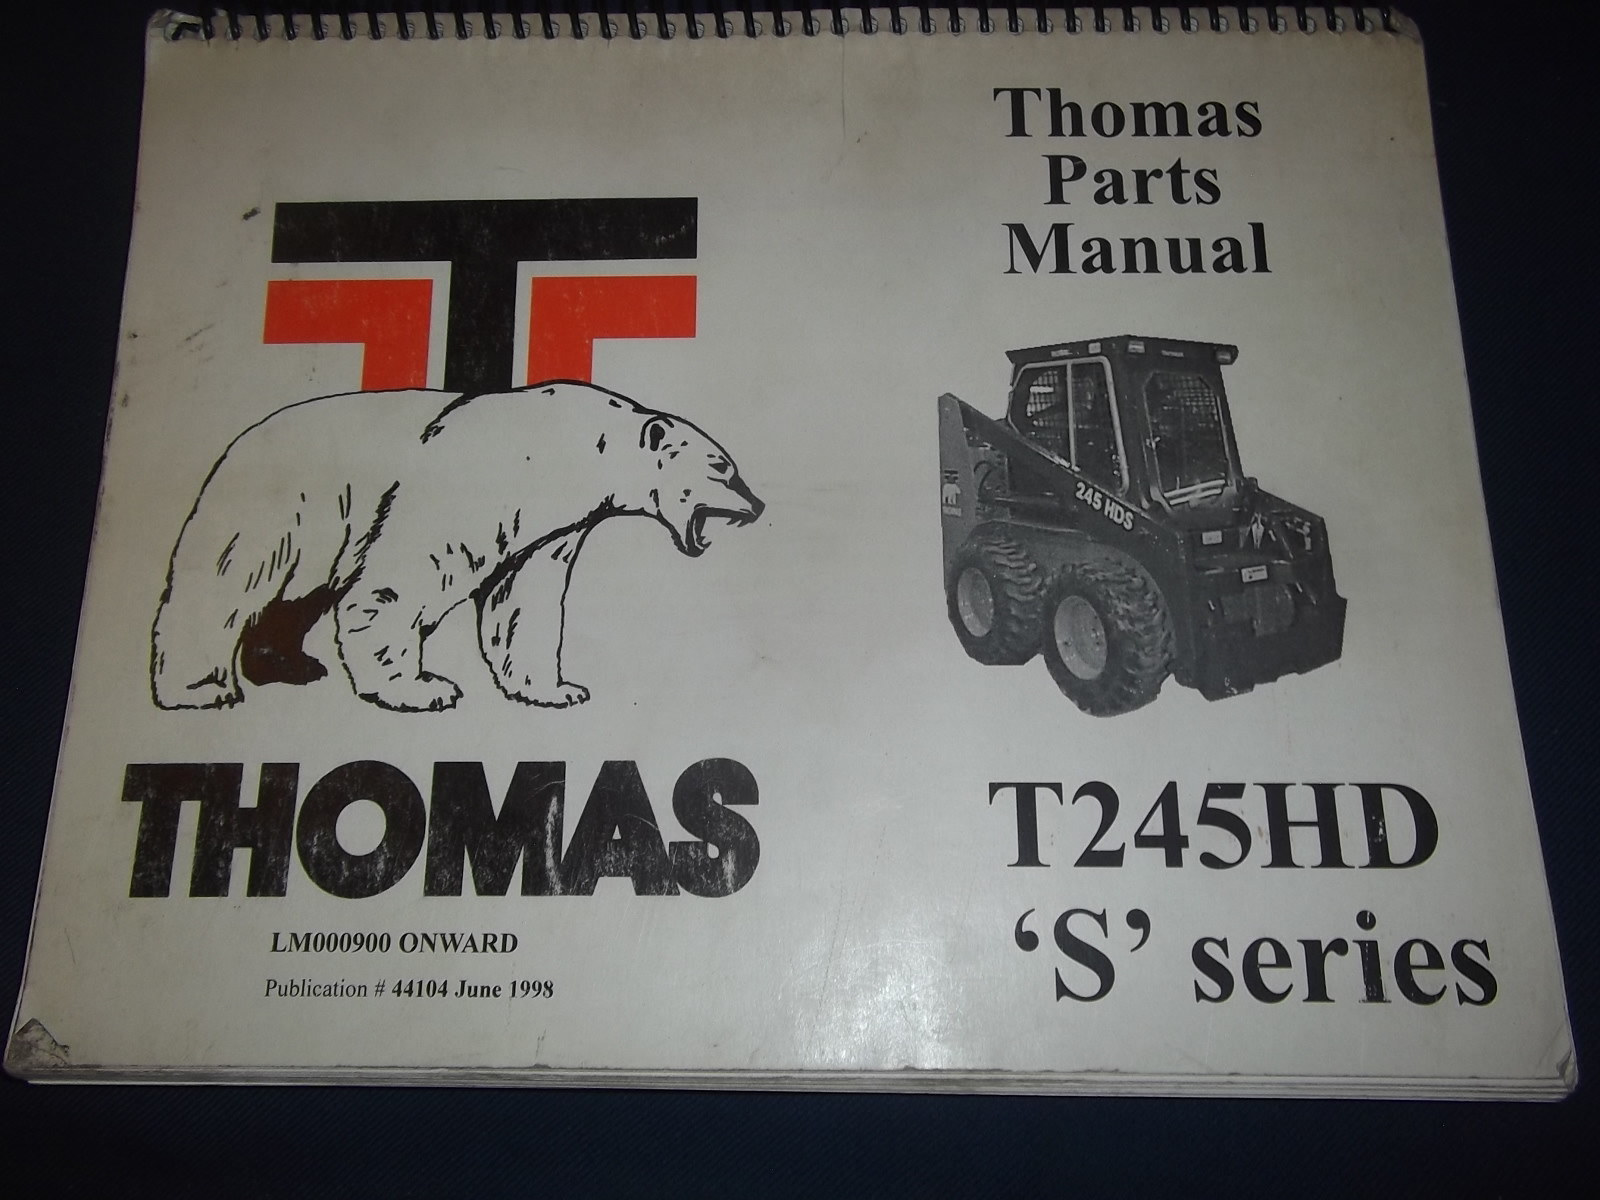 Thomas
Parts
Manual
245 HDS
THOMAS
LM000900 ONWARD
Publication # 44104 June 1998
T245HD
‘S’ series